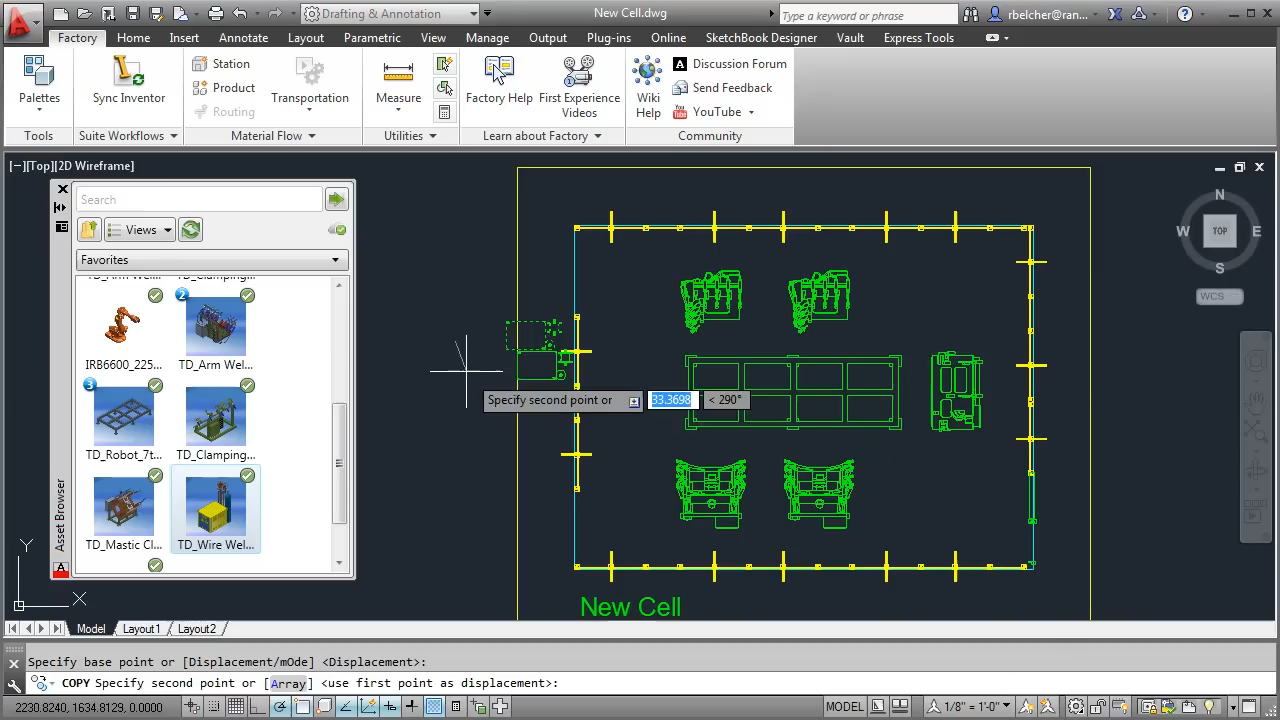 Drafting & Annotation
New Cell.dwg
Type a keyword or phrase
rbelcher@ran...
Factory
Home
Insert
Annotate
Layout
Parametric
View
Manage
Output
Plug-ins
Online
SketchBook Designer
Vault
Express Tools
Palettes
Sync Inventor
Station
Product
Routing
Transportation
Measure
Factory Help
First Experience
Videos
Wiki
Help
Discussion Forum
Send Feedback
YouTube
Tools
Suite Workflows
Material Flow
Utilities
Learn about Factory
Community
[−][Top][2D Wireframe]
Search
Views
Favorites
TD_Arm Wel...
TD_Clamping...
IRB6600_225...
2
TD_Arm Wel...
3
TD_Robot_7t...
TD_Clamping...
TD_Mastic Cl...
TD_Wire Wel...
Asset Browser
N
W
TOP
E
S
WCS
Specify second point or
33.3698
< 290°
New Cell
Y
X
Model
Layout1
Layout2
Specify base point or [Displacement/mOde] <Displacement>:
COPY Specify second point or [Array] <use first point as displacement>:
2230.8240, 1634.8129, 0.0000
MODEL
1/8" = 1'-0"